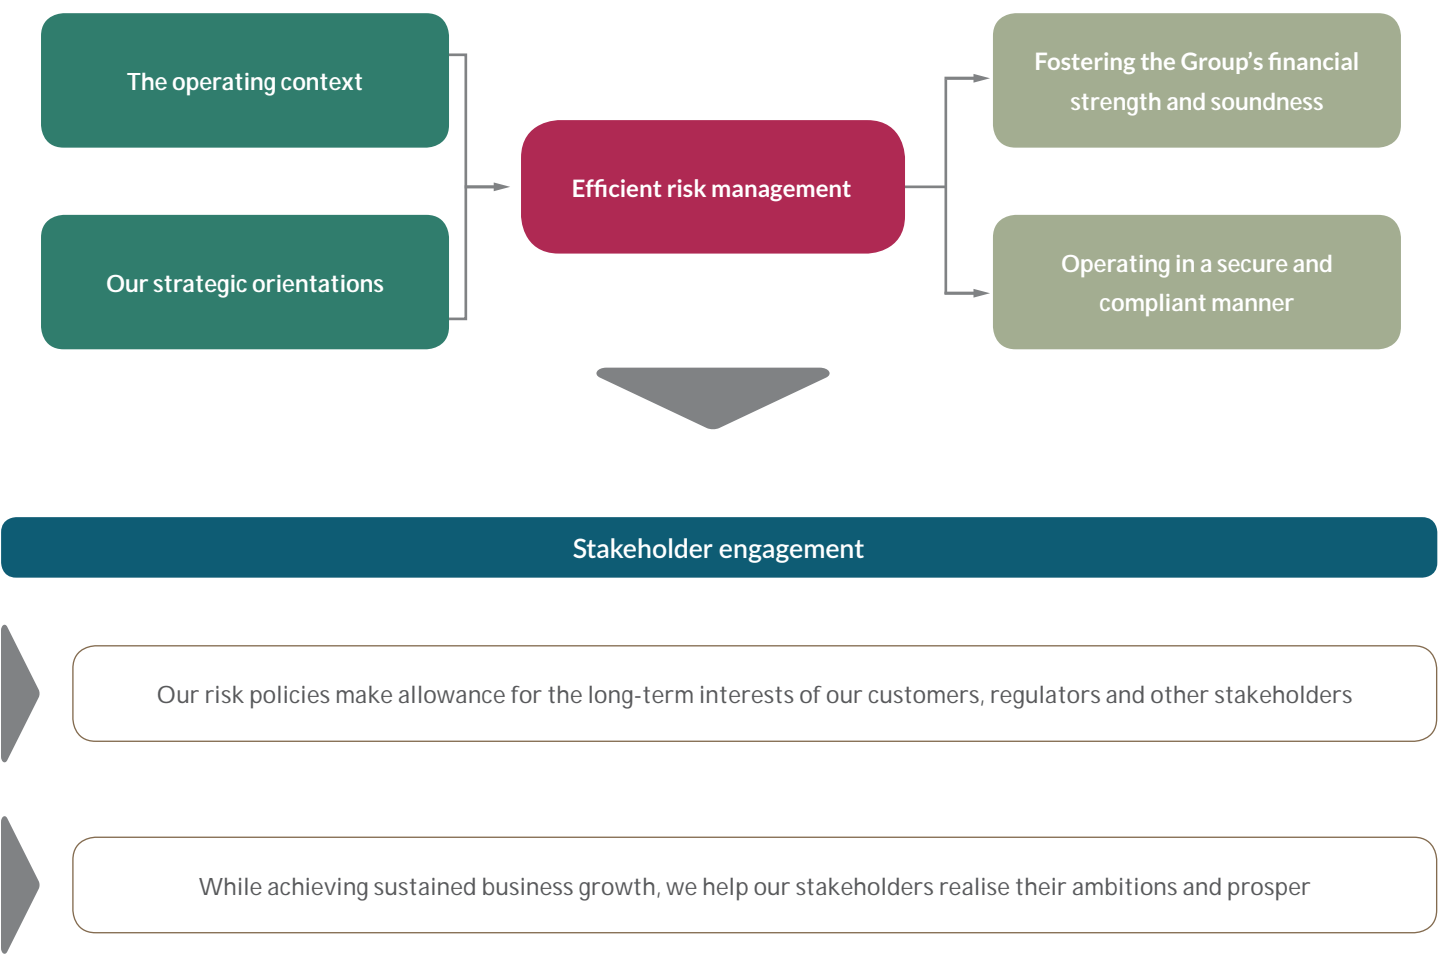 The operating context
Our strategic orientations
Efficient risk management
Fostering the Group’s financial
strength and soundness
Operating in a secure and
compliant manner
Stakeholder engagement
Our risk policies make allowance for the long-term interests of our customers, regulators and other stakeholders
While achieving sustained business growth, we help our stakeholders realise their ambitions and prosper